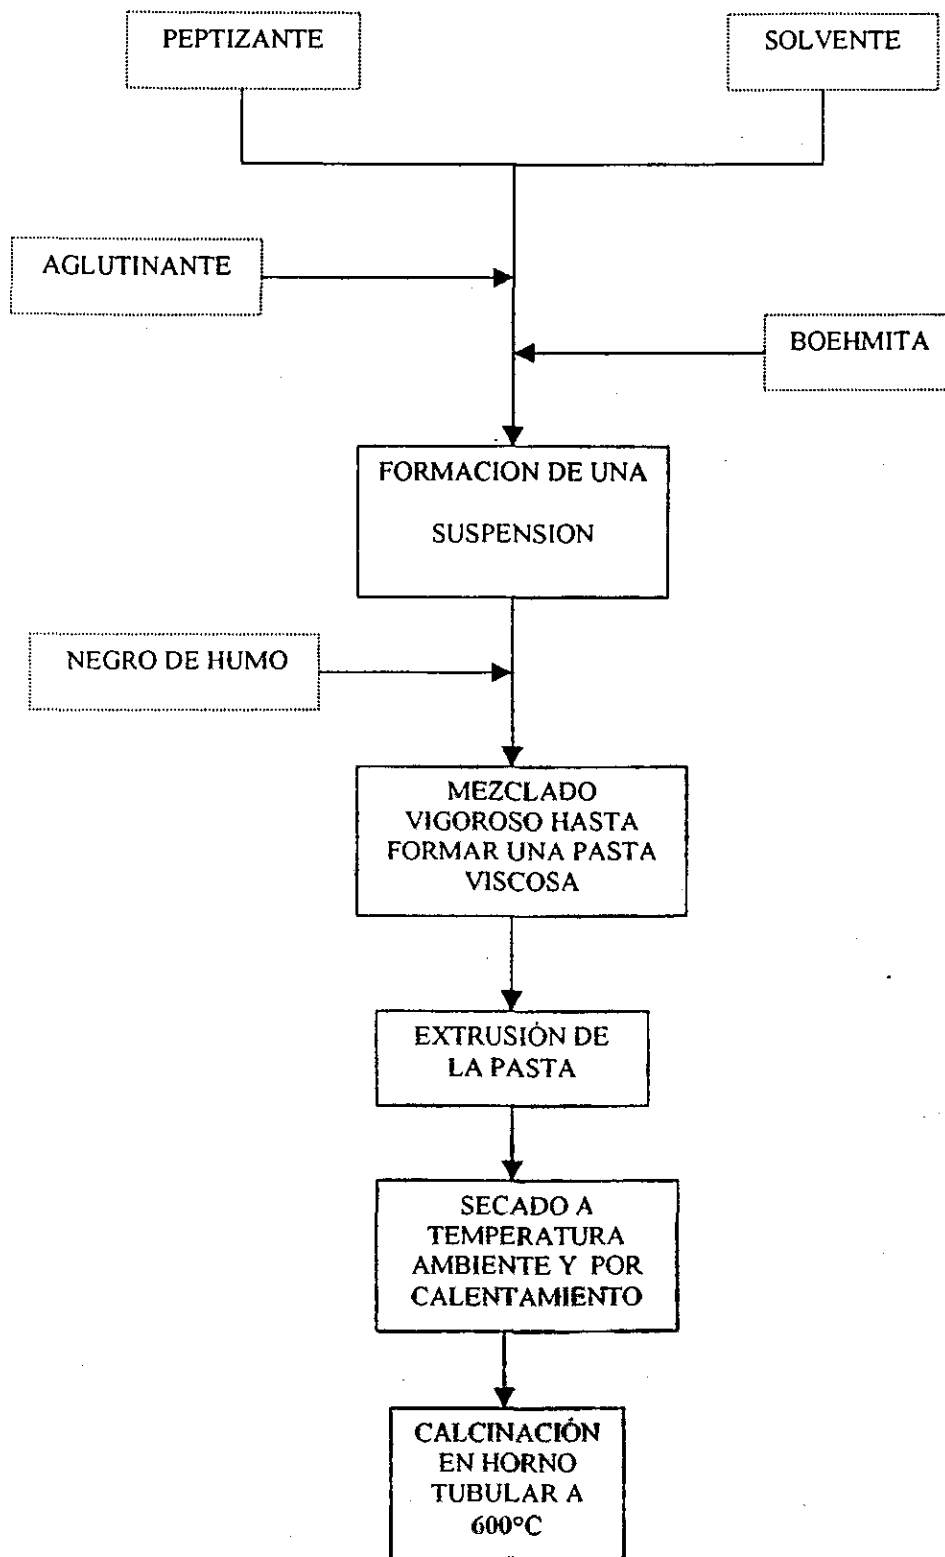 PEPTIZANTE
SOLVENTE
AGLUTINANTE
BOEHMITA
FORMACION DE UNA
SUSPENSION
NEGRO DE HUMO
MEZCLADO
VIGOROSO HASTA
FORMAR UNA PASTA
VISCOSA
EXTRUSIÓN DE
LA PASTA
SECADO A
TEMPERATURA
AMBIENTE Y POR
CALENTAMIENTO
CALCINACIÓN
EN HORNO
TUBULAR A
600°C